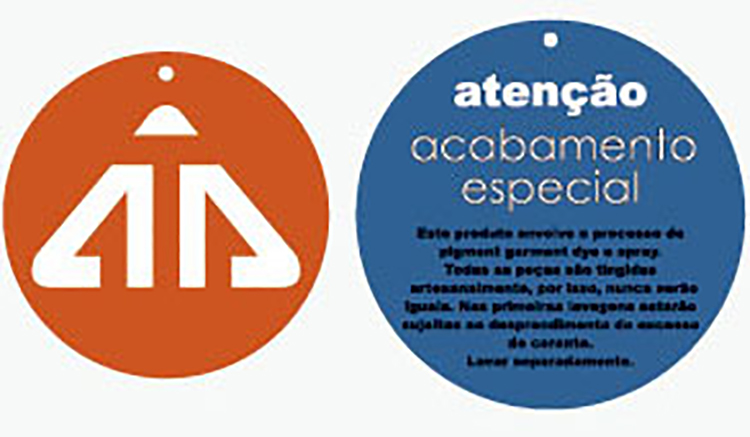 atenção
acabamento
especial
Este produto envolve o processo de
pigment garment dye e spray.
Todas as peças são tingidas
artesanalmente, por isso, nunca serão
iguais. Nas primeiras lavagens estarão
sujeitas ao desprendimento do excesso
de corante.
Lavar separadamente.